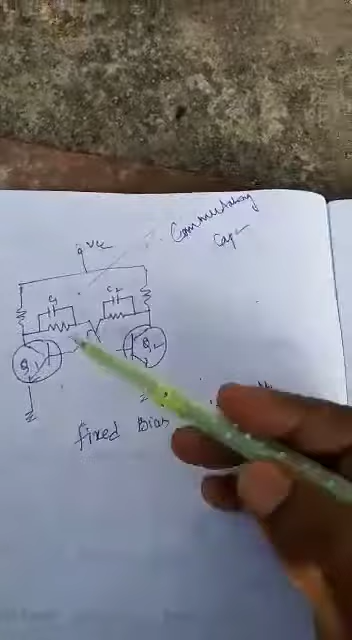 Commutating
Cap
Vcc
C1
C2
Q1
Q2
fixed Bias